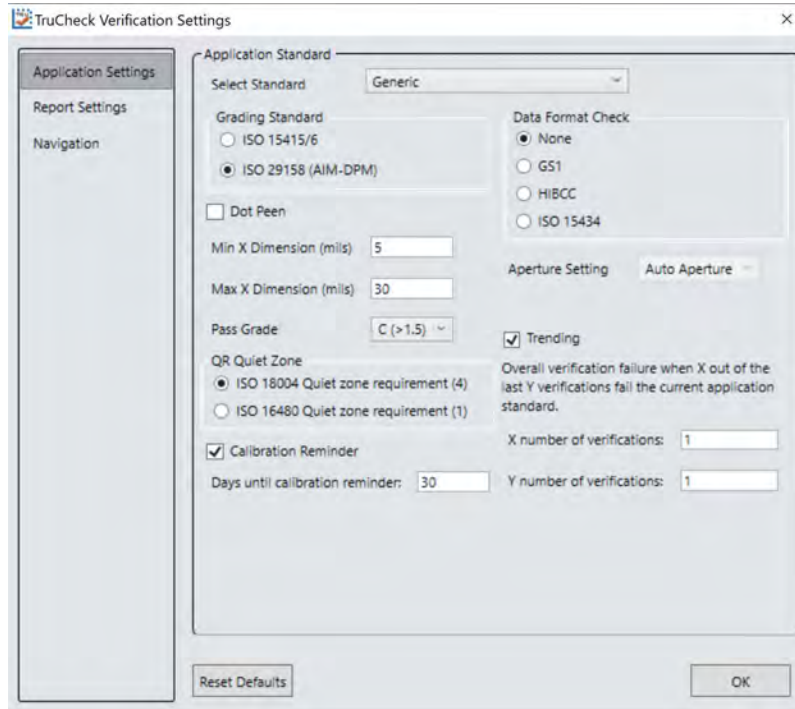 TruCheck Verification Settings
Application Settings
Report Settings
Navigation
Application Standard
Select Standard
Generic
Grading Standard
ISO 15415/6
ISO 29158 (AIM-DPM)
Dot Peen
Min X Dimension (mils)
5
Max X Dimension (mils)
30
Pass Grade
C (>1.5)
QR Quiet Zone
ISO 18004 Quiet zone requirement (4)
ISO 16480 Quiet zone requirement (1)
Calibration Reminder
Days until calibration reminder:
30
Data Format Check
None
GS1
HIBCC
ISO 15434
Aperture Setting
Auto Aperture
Trending
Overall verification failure when X out of the
last Y verifications fail the current application
standard.
X number of verifications:
1
Y number of verifications:
1
Reset Defaults
OK